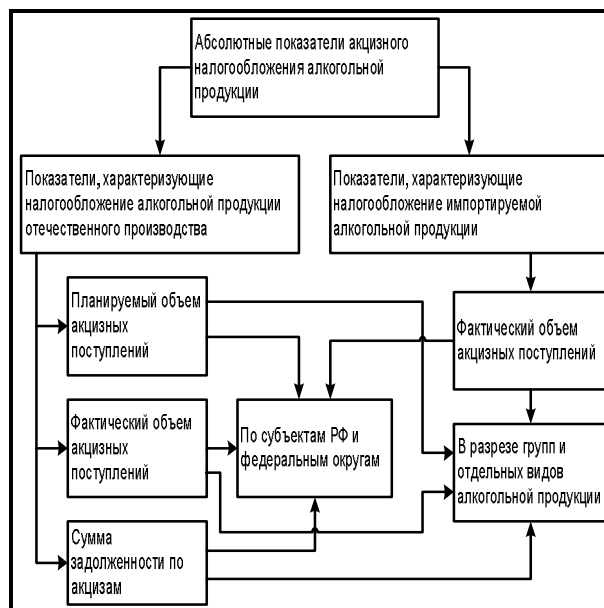 Абсолютные показатели акцизного
налогообложения алкогольной
продукции
Показатели, характеризующие
налогообложение алкогольной продукции
отечественного производства
Показатели, характеризующие
налогообложение импортируемой
алкогольной продукции
Планируемый объем
акцизных
поступлений
Фактический объем
акцизных поступлений
Фактический объем
акцизных
поступлений
По субъектам РФ и
федеральным округам
В разрезе групп и
отдельных видов
алкогольной продукции
Сумма
задолженности по
акцизам